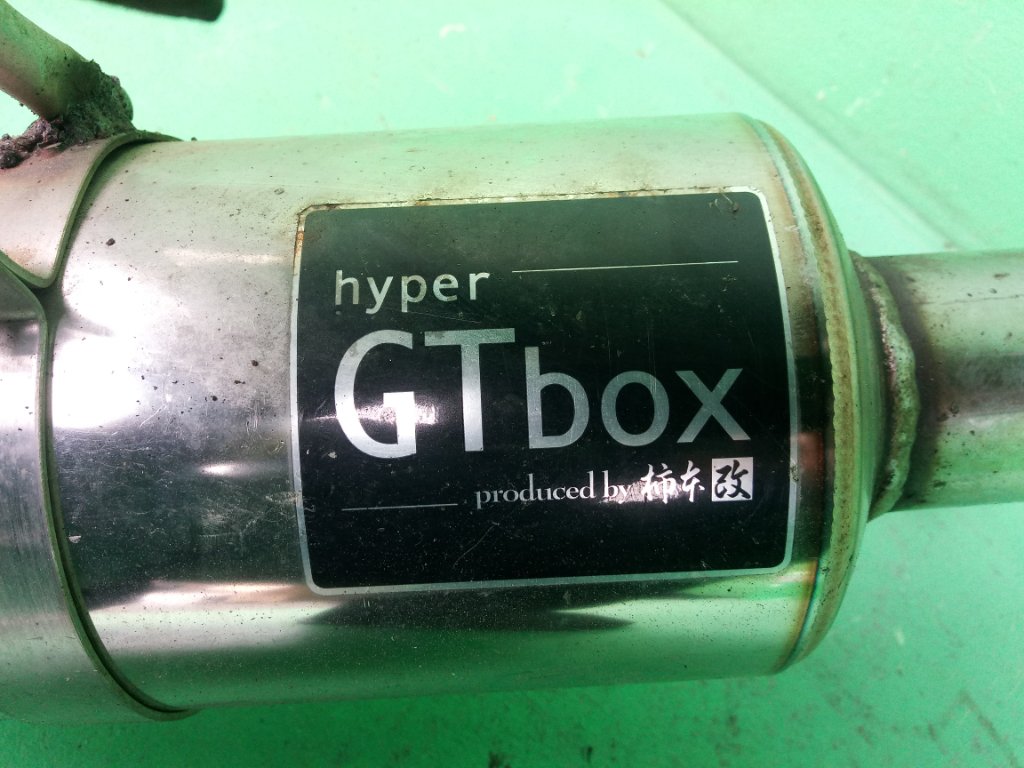 hyper
GTbox
produced by 柿本改